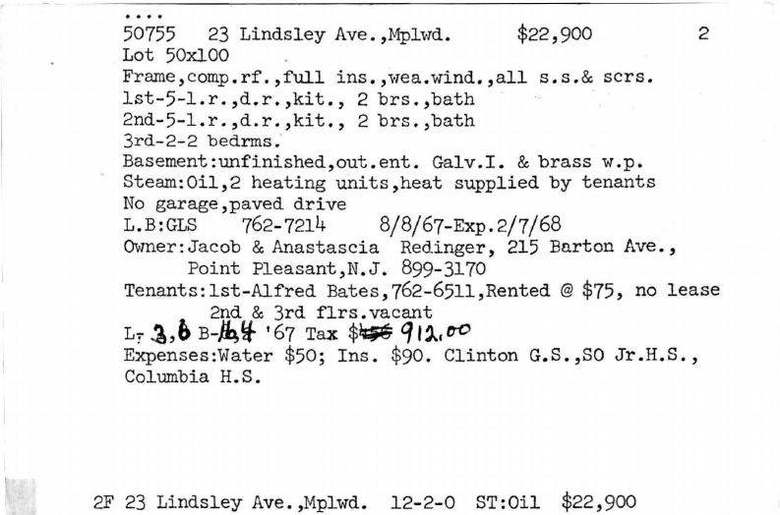 ....
50755 23 Lindsley Ave.,Mplwd. $22,900 2
Lot 50x100
Frame,comp.rf.,full ins.,wea.wind.,all s.s.& scrs.
1st-5-l.r.,d.r.,kit., 2 brs.,bath
2nd-5-l.r.,d.r.,kit., 2 brs.,bath
3rd-2-2 bedrms.
Basement:unfinished,out.ent. Galv.I. & brass w.p.
Steam:Oil,2 heating units,heat supplied by tenants
No garage,paved drive
L.B:GLS 762-7214 8/8/67-Exp.2/7/68
Owner:Jacob & Anastascia Redinger, 215 Barton Ave.,
Point Pleasant,N.J. 899-3170
Tenants:1st-Alfred Bates,762-6511,Rented @ $75, no lease
2nd & 3rd flrs.vacant
L- 3,6 B- '67 Tax $ 912.00
Expenses:Water $50; Ins. $90. Clinton G.S.,SO Jr.H.S.,
Columbia H.S.
2F 23 Lindsley Ave.,Mplwd. 12-2-0 ST:Oil $22,900